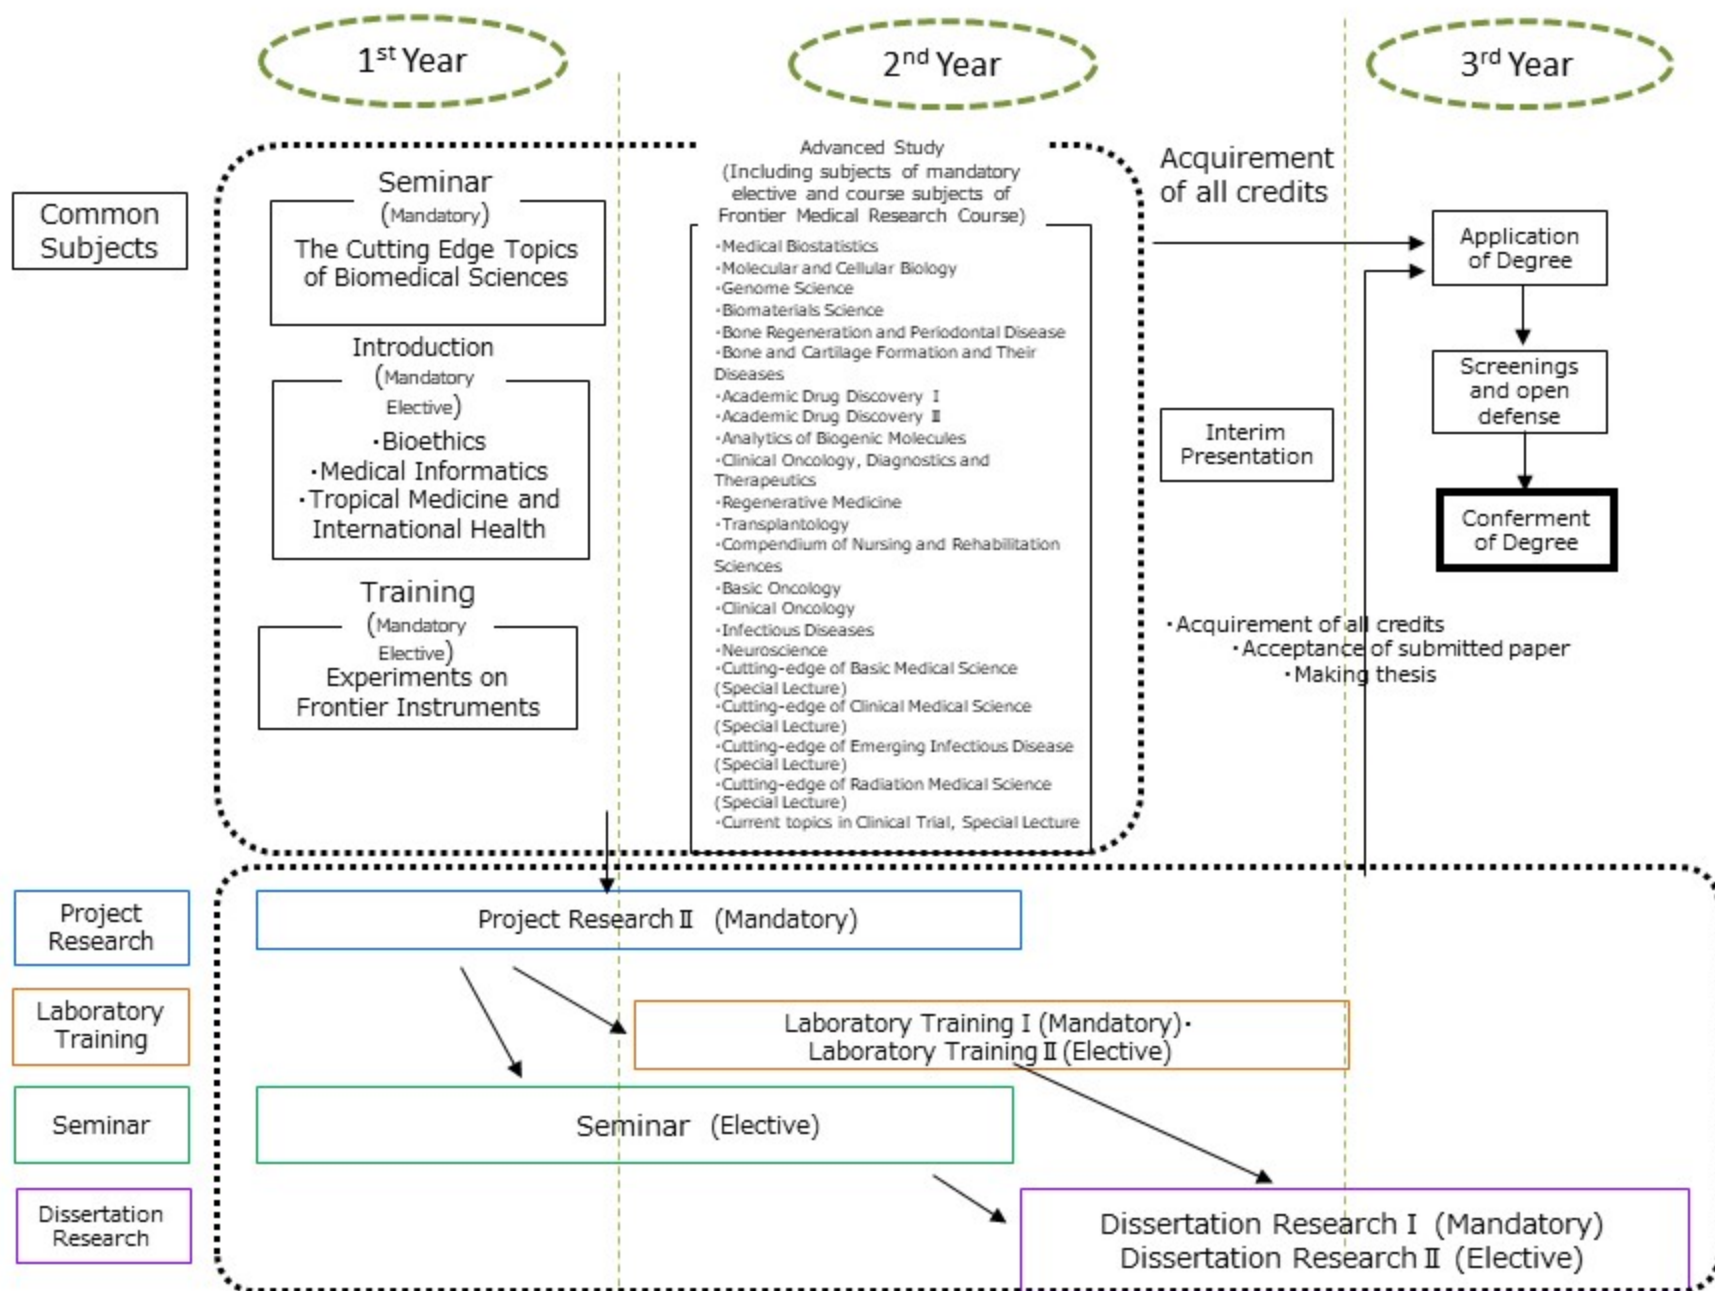 1st Year
2nd Year
3rd Year
Common
Subjects
Seminar
(Mandatory)
The Cutting Edge Topics
of Biomedical Sciences
Introduction
(Mandatory
Elective)
・Bioethics
・Medical Informatics
・Tropical Medicine and
International Health
Training
(Mandatory
Elective)
Experiments on
Frontier Instruments
Advanced Study
(Including subjects of mandatory
elective and course subjects of
Frontier Medical Research Course)
・Medical Biostatistics
・Molecular and Cellular Biology
・Genome Science
・Biomaterials Science
・Bone Regeneration and Periodontal Disease
・Bone and Cartilage Formation and Their
Diseases
・Academic Drug Discovery Ⅰ
・Academic Drug Discovery Ⅱ
・Analytics of Biogenic Molecules
・Clinical Oncology, Diagnostics and
Therapeutics
・Regenerative Medicine
・Transplantology
・Compendium of Nursing and Rehabilitation
Sciences
・Basic Oncology
・Clinical Oncology
・Infectious Diseases
・Neuroscience
・Cutting-edge of Basic Medical Science
(Special Lecture)
・Cutting-edge of Clinical Medical Science
(Special Lecture)
・Cutting-edge of Emerging Infectious Disease
(Special Lecture)
・Cutting-edge of Radiation Medical Science
(Special Lecture)
・Current topics in Clinical Trial, Special Lecture
Acquirement
of all credits
Interim
Presentation
Application
of Degree
Screenings
and open
defense
Conferment
of Degree
・Acquirement of all credits
・Acceptance of submitted paper
・Making thesis
Project
Research
Project Research Ⅱ (Mandatory)
Laboratory
Training
Laboratory Training Ⅰ (Mandatory)・
Laboratory Training Ⅱ (Elective)
Seminar
Seminar (Elective)
Dissertation
Research
Dissertation Research Ⅰ (Mandatory)
Dissertation Research Ⅱ (Elective)